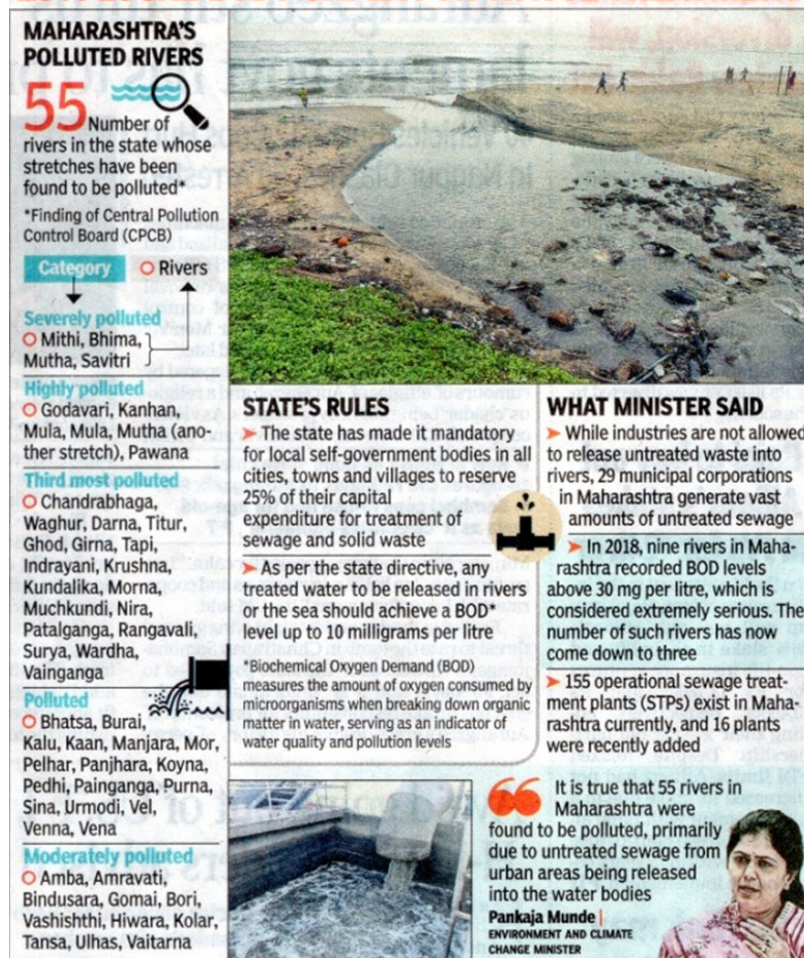 MAHARASHTRA'S
POLLUTED RIVERS
55 Number of
rivers in the state whose
stretches have been
found to be polluted*
*Finding of Central Pollution
Control Board (CPCB)
Category
Rivers
Severely polluted
Mithi, Bhima,
Mutha, Savitri
Highly polluted
Godavari, Kanhan,
Mula, Mula, Mutha (ano-
ther stretch), Pawana
Third most polluted
Chandrabhaga,
Waghur, Darna, Titur,
Ghod, Girna, Tapi,
Indrayani, Krushna,
Kundalika, Morna,
Muchkundi, Nira,
Patalganga, Rangavali,
Surya, Wardha,
Vainganga
Polluted
Bhatsa, Burai,
Kalu, Kaan, Manjara, Mor,
Pelhar, Panjhara, Koyna,
Pedhi, Painganga, Purna,
Sina, Urmodi, Vel,
Venna, Vena
Moderately polluted
Amba, Amravati,
Bindusara, Gomai, Bori,
Vashishthi, Hiwara, Kolar,
Tansa, Ulhas, Vaitarna
STATE'S RULES
➤ The state has made it mandatory
for local self-government bodies in all
cities, towns and villages to reserve
25% of their capital
expenditure for treatment of
sewage and solid waste
➤ As per the state directive, any
treated water to be released in rivers
or the sea should achieve a BOD*
level up to 10 milligrams per litre
*Biochemical Oxygen Demand (BOD)
measures the amount of oxygen consumed by
microorganisms when breaking down organic
matter in water, serving as an indicator of
water quality and pollution levels
WHAT MINISTER SAID
➤ While industries are not allowed
to release untreated waste into
rivers, 29 municipal corporations
in Maharashtra generate vast
amounts of untreated sewage
➤ In 2018, nine rivers in Maha-
rashtra recorded BOD levels
above 30 mg per litre, which is
considered extremely serious. The
number of such rivers has now
come down to three
➤ 155 operational sewage treat-
ment plants (STPs) exist in Maha-
rashtra currently, and 16 plants
were recently added
It is true that 55 rivers in
Maharashtra were
found to be polluted, primarily
due to untreated sewage from
urban areas being released
into the water bodies
Pankaja Munde |
ENVIRONMENT AND CLIMATE
CHANGE MINISTER